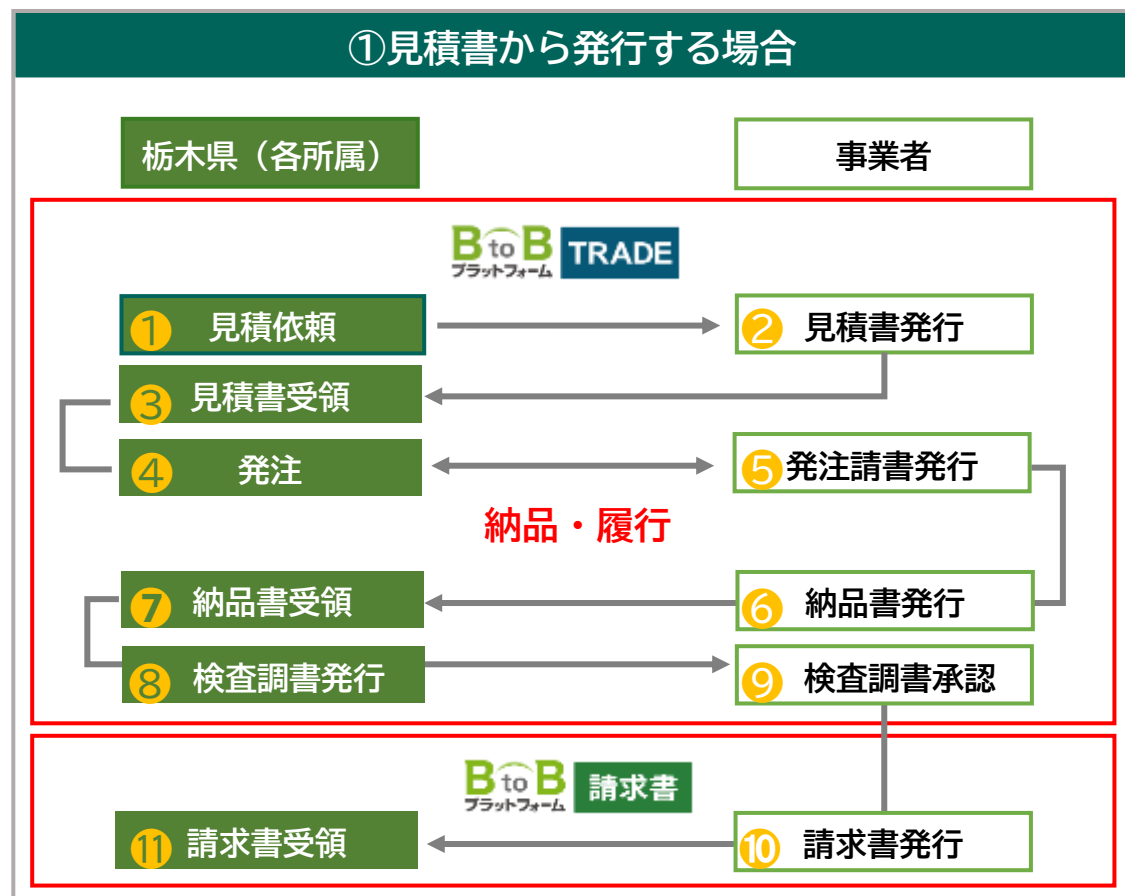 ①見積書から発行する場合
栃木県（各所属）
事業者
BtoB
プラットフォーム
TRADE
1 見積依頼
2 見積書発行
3 見積書受領
4 発注
5 発注請書発行
納品・履行
7 納品書受領
6 納品書発行
8 検査調書発行
9 検査調書承認
BtoB
プラットフォーム
請求書
11 請求書受領
10 請求書発行